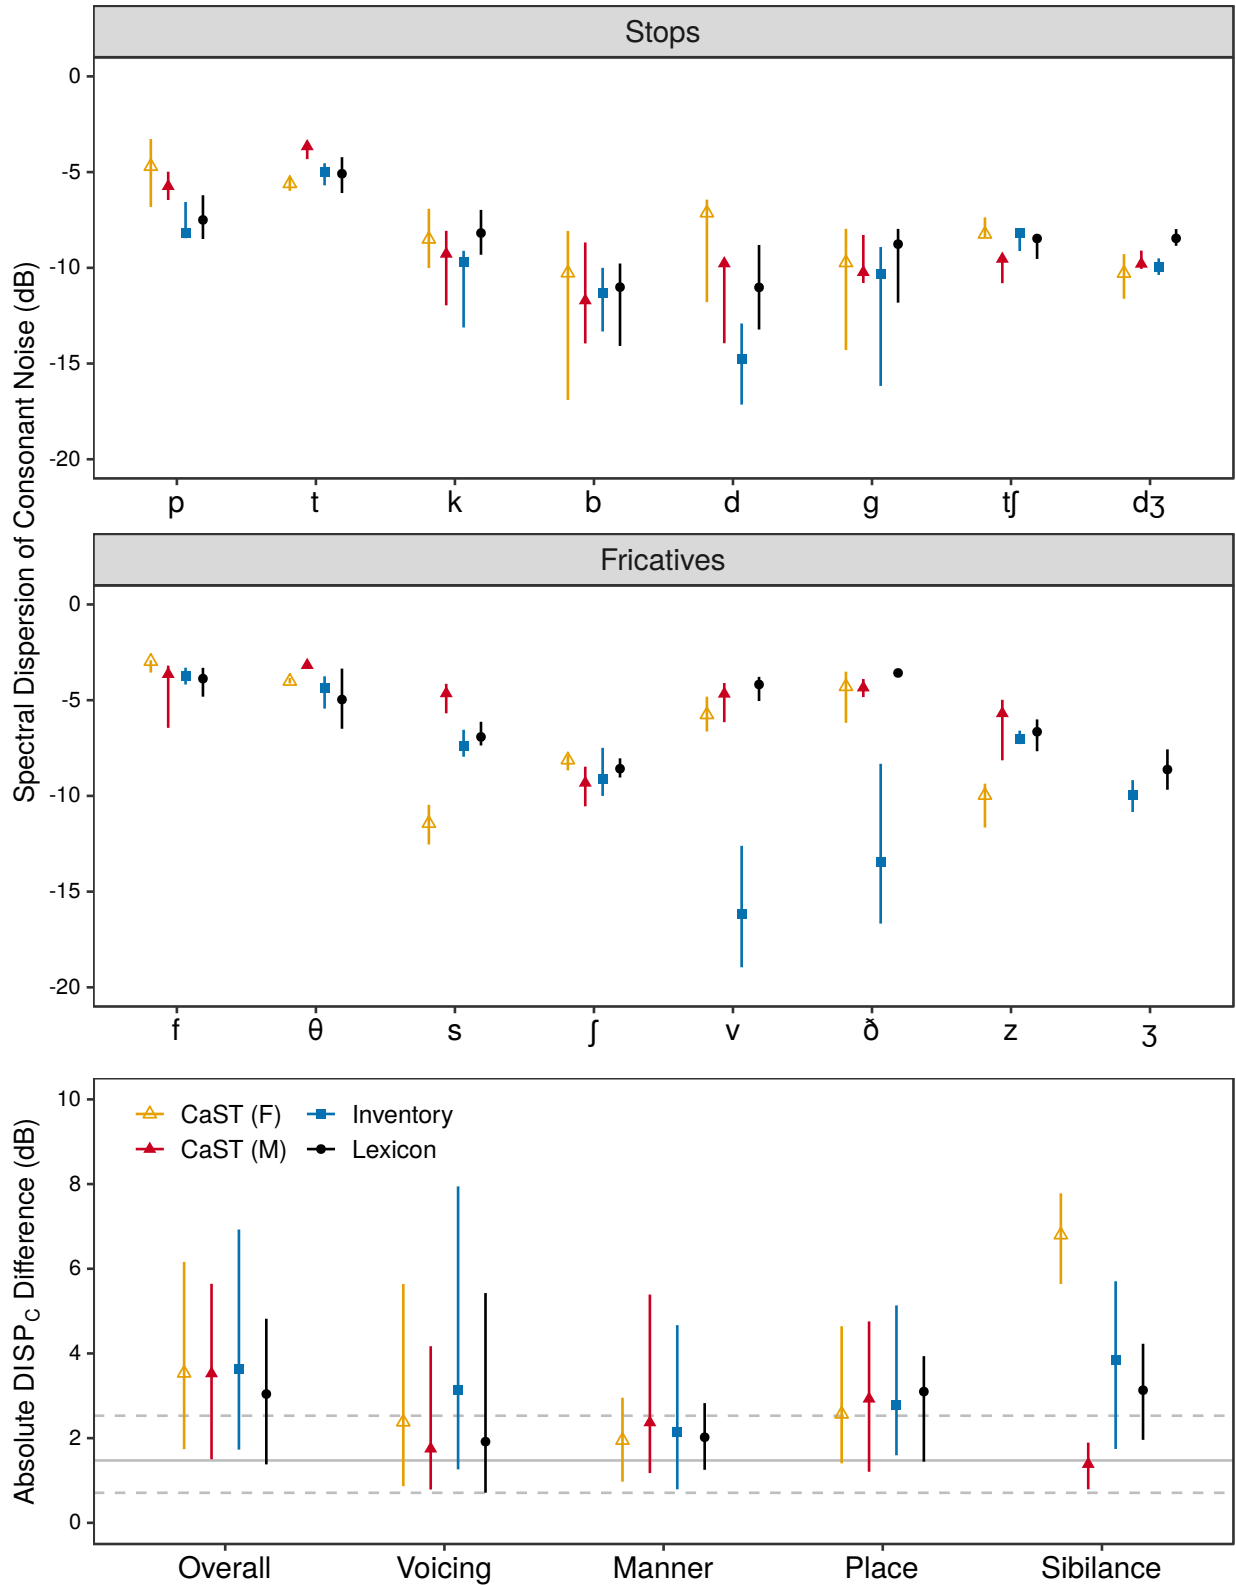 Stops
Spectral Dispersion of Consonant Noise (dB)
0
-5
-10
-15
-20
p t k b d g tʃ dʒ
Fricatives
0
-5
-10
-15
-20
f θ s ʃ v ð z ʒ
Absolute DISP_C Difference (dB)
10
8
6
4
2
0
CaST (F) Inventory
CaST (M) Lexicon
Overall Voicing Manner Place Sibilance